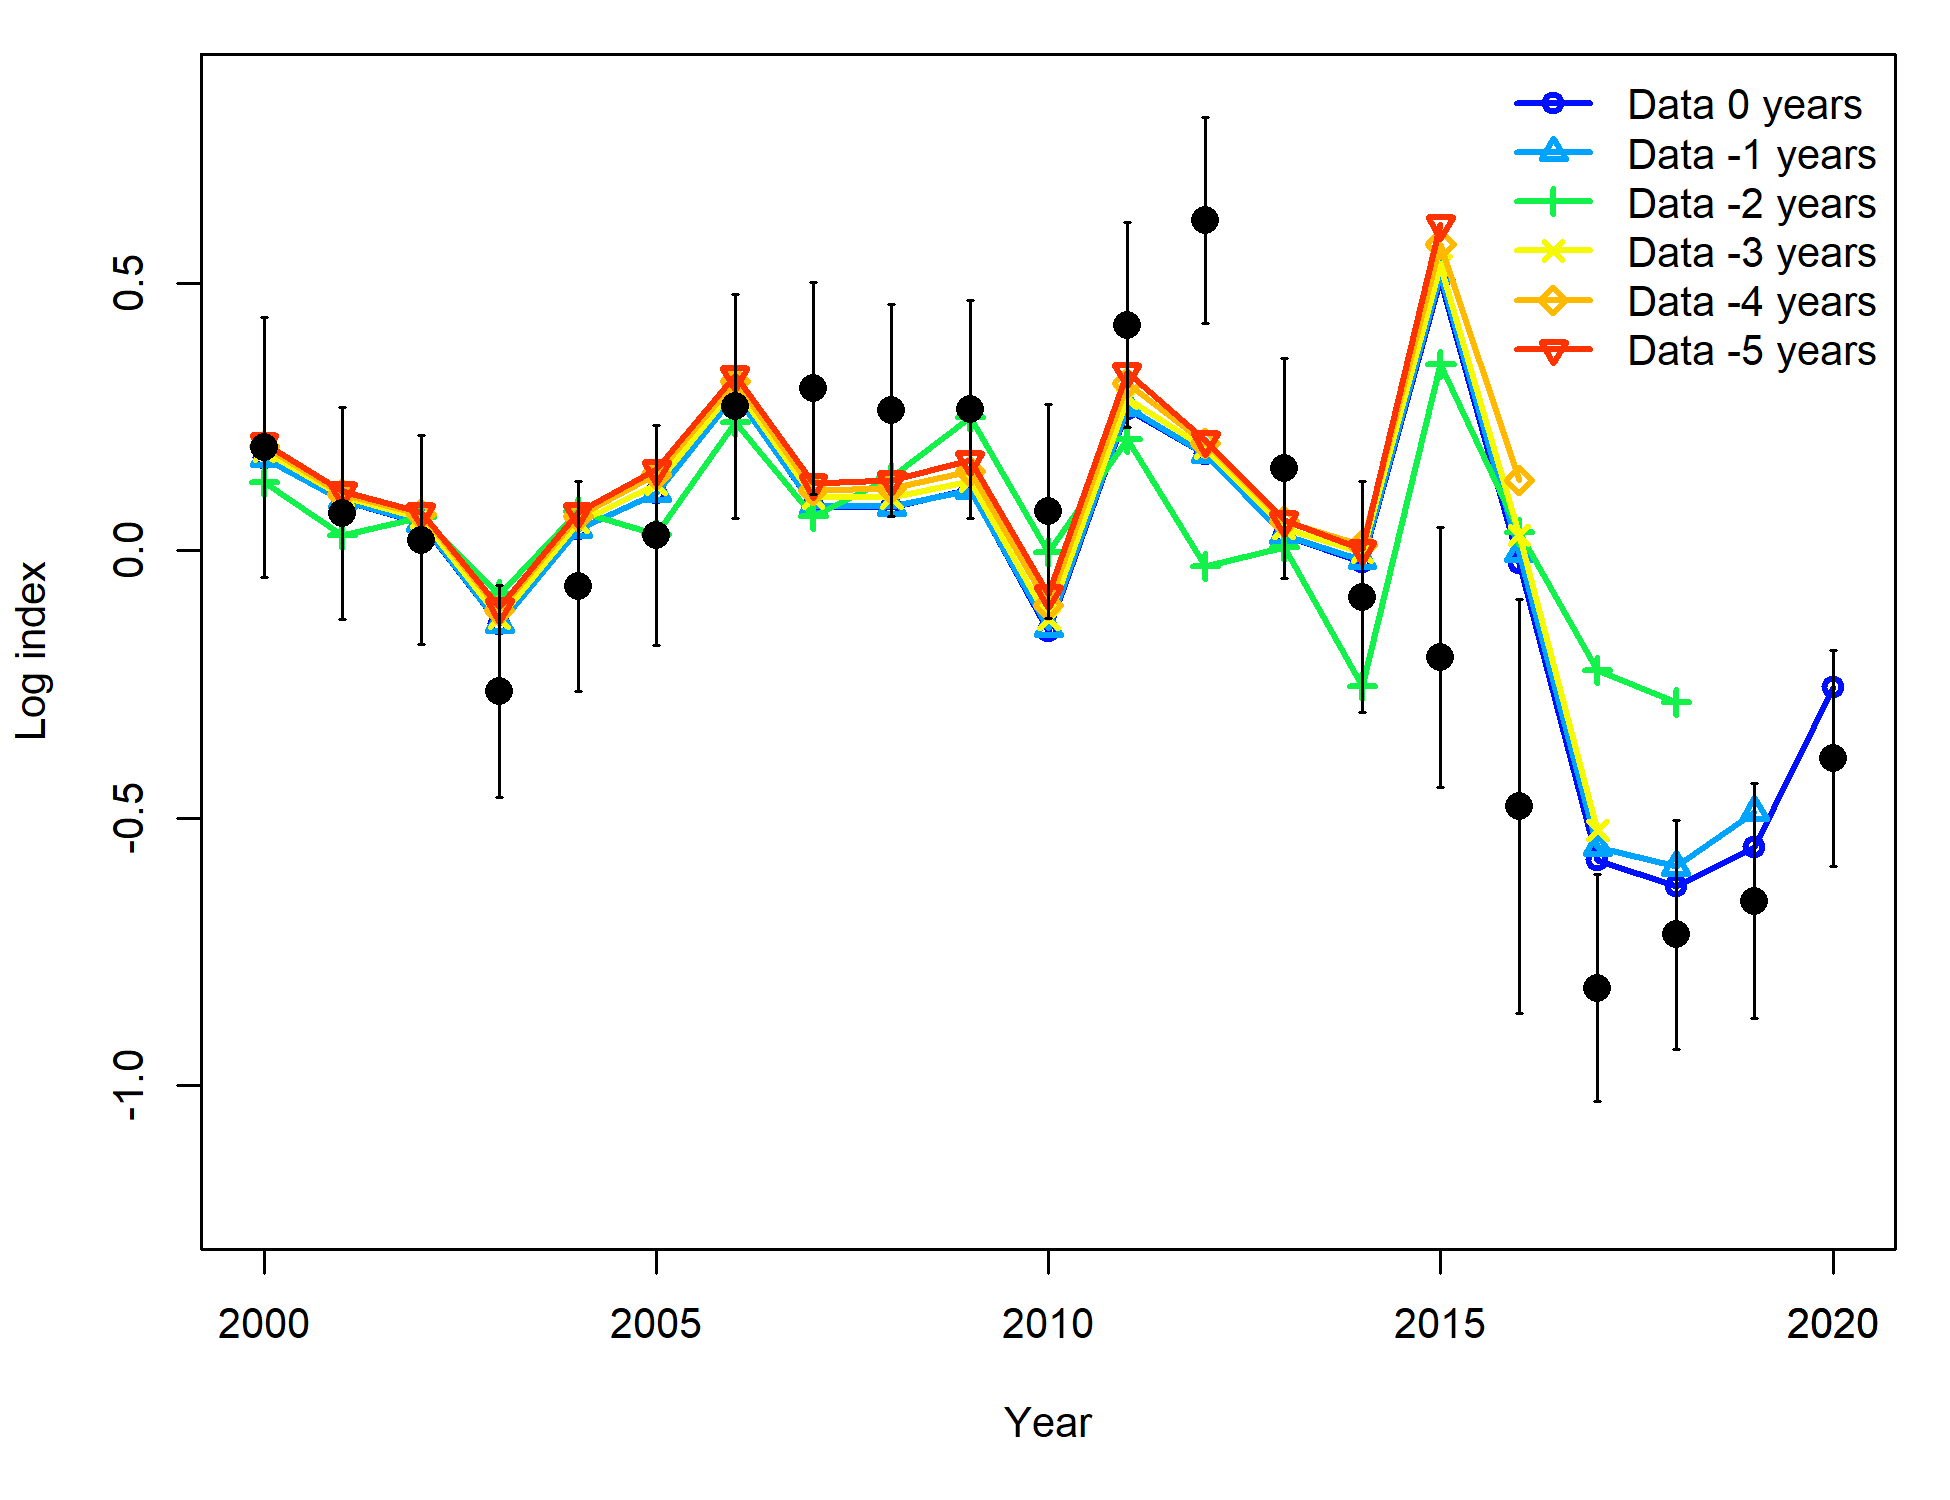 Data 0 years
Data -1 years
Data -2 years
Data -3 years
Data -4 years
Data -5 years
0.5
0.0
-0.5
-1.0
Log index
2000 2005 2010 2015 2020
Year